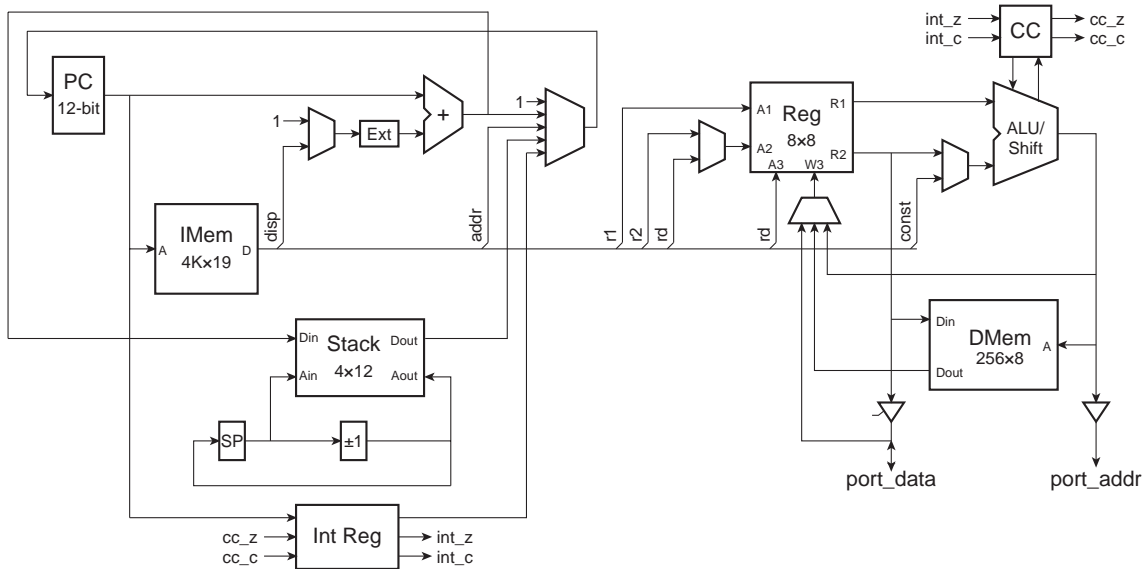 int_z
cc_z
int_c
CC
cc_c
PC
12-bit
1
+
1
Ext
disp
addr
IMem
4K×19
A
D
r1
r2
rd
rd
const
A1
A2
A3
W3
R1
R2
Reg
8×8
ALU/
Shift
Din
Dout
Stack
4×12
Ain
Aout
SP
±1
Din
DMem
256×8
A
Dout
port_data
port_addr
Int Reg
cc_z
int_z
cc_c
int_c